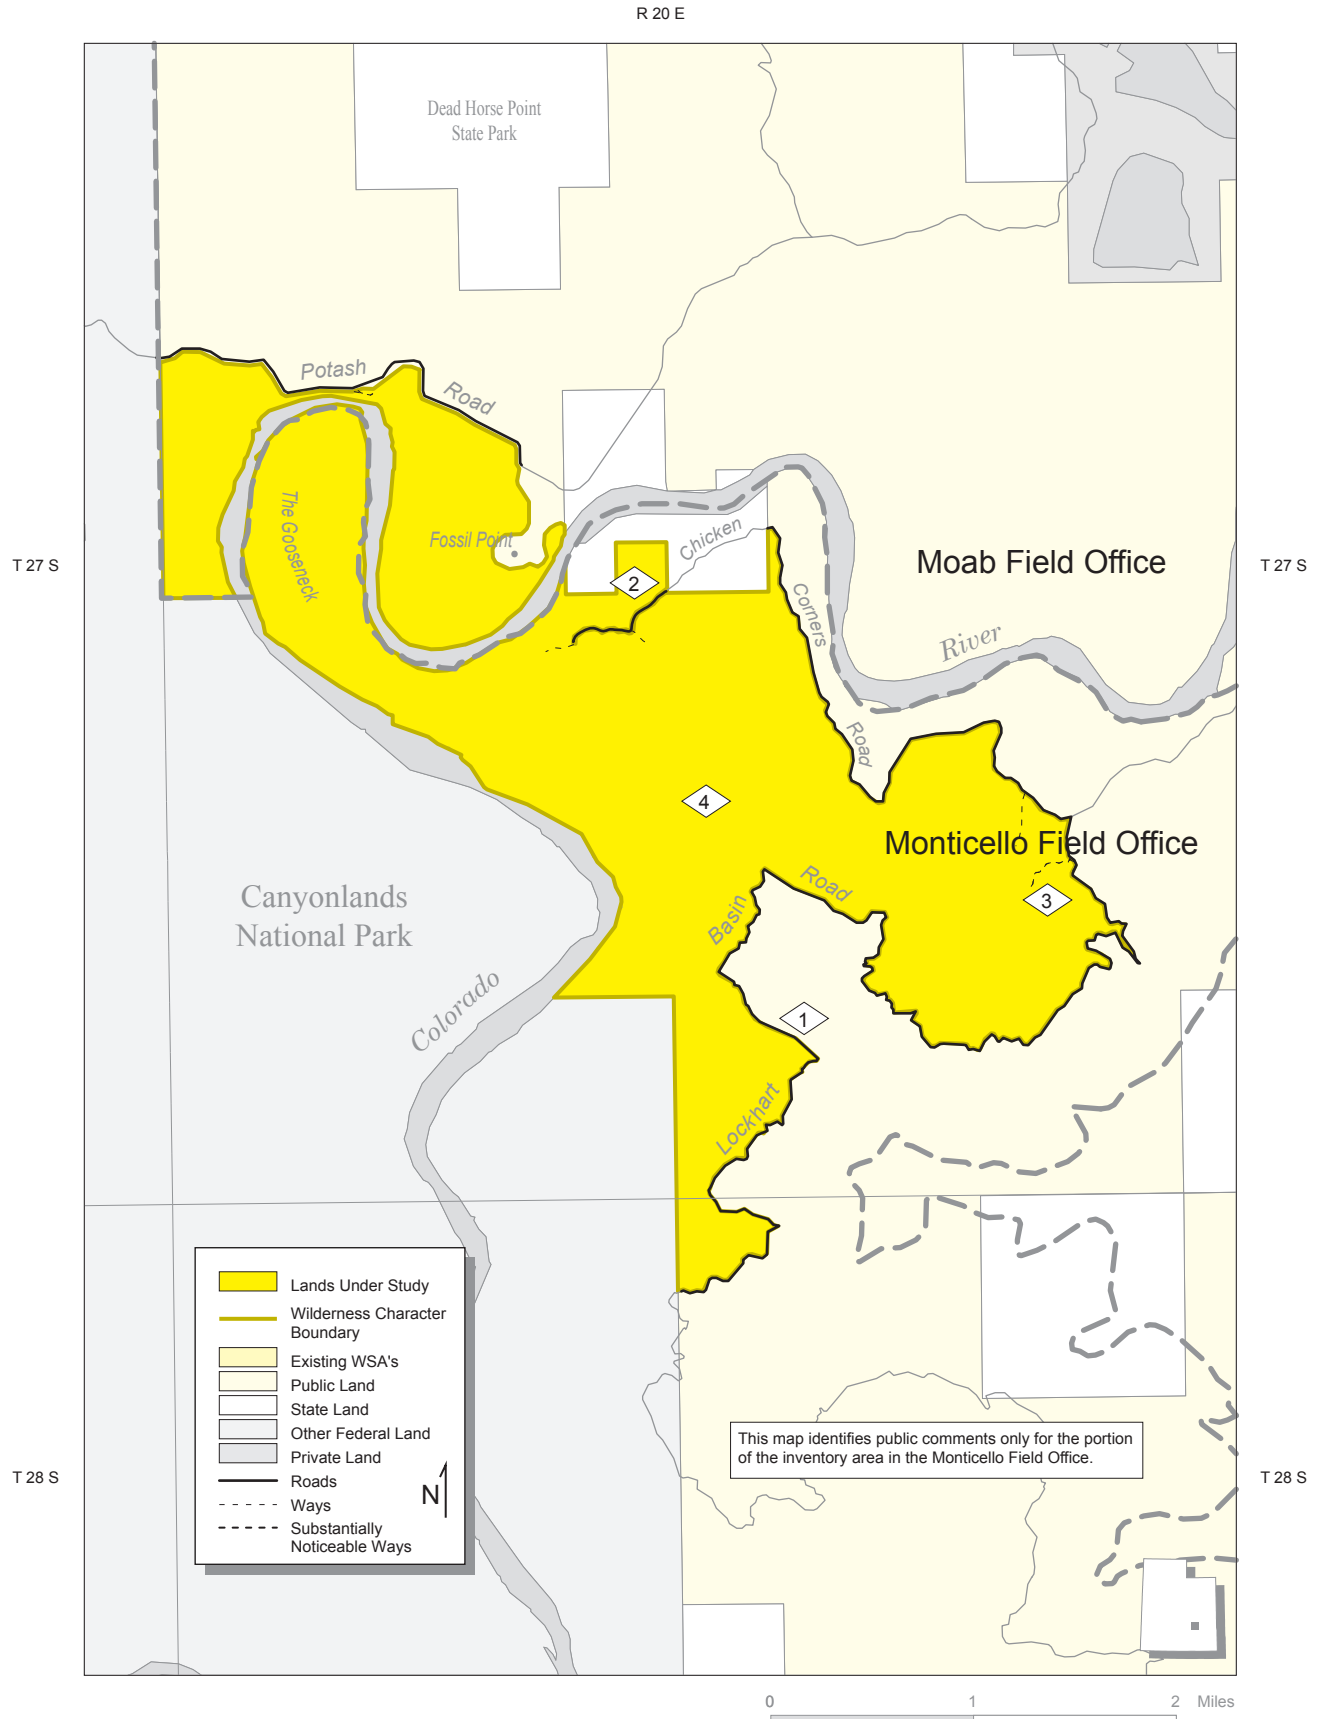 R 20 E
Dead Horse Point
State Park
Potash
Road
The Gooseneck
Fossil Point
Chicken
Corners
Road
2
Moab Field Office
T 27 S
T 27 S
River
4
Monticello Field Office
Road
3
Basin
Canyonlands
National Park
Colorado
1
Lockhart
Lands Under Study
Wilderness Character
Boundary
Existing WSA's
Public Land
State Land
Other Federal Land
Private Land
Roads
Ways
Substantially
Noticeable Ways
N
This map identifies public comments only for the portion
of the inventory area in the Monticello Field Office.
T 28 S
T 28 S
0 1 2 Miles